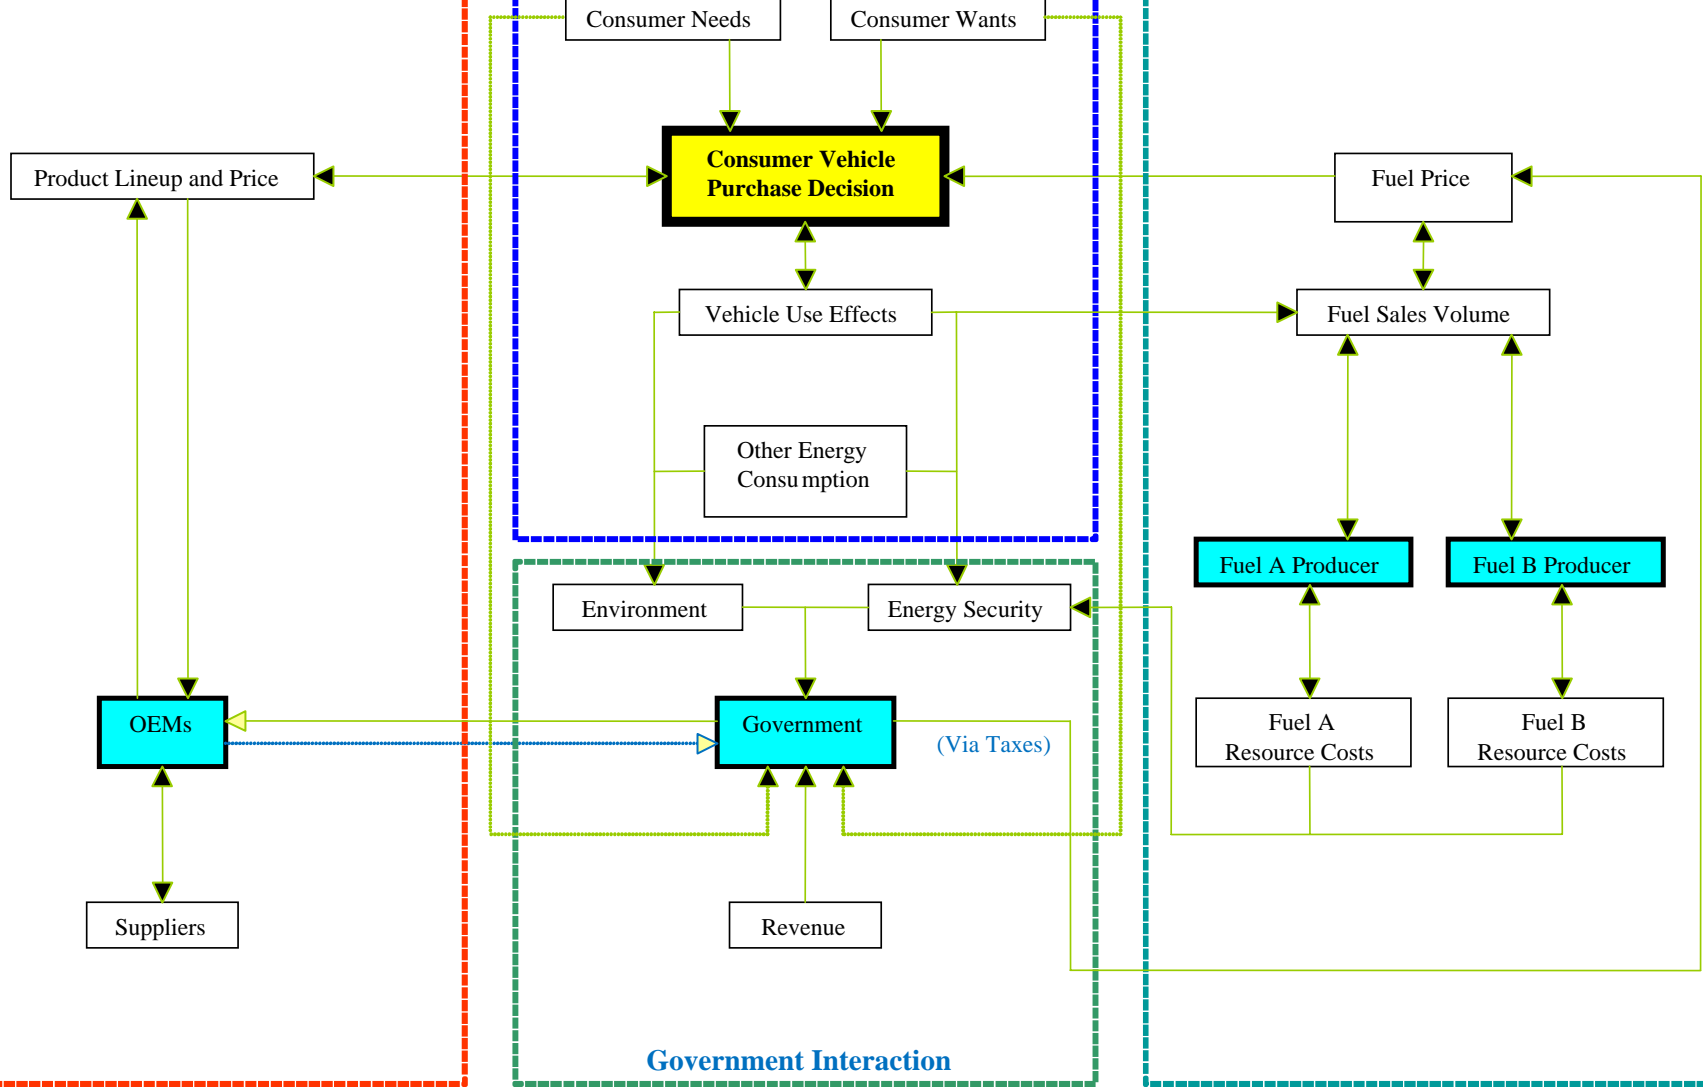 Consumer Needs
Consumer Wants
Consumer Vehicle
Purchase Decision
Product Lineup and Price
Fuel Price
Vehicle Use Effects
Fuel Sales Volume
Other Energy
Consumption
Fuel A Producer
Fuel B Producer
Environment
Energy Security
OEMs
Government
(Via Taxes)
Fuel A
Resource Costs
Fuel B
Resource Costs
Suppliers
Revenue
Government Interaction